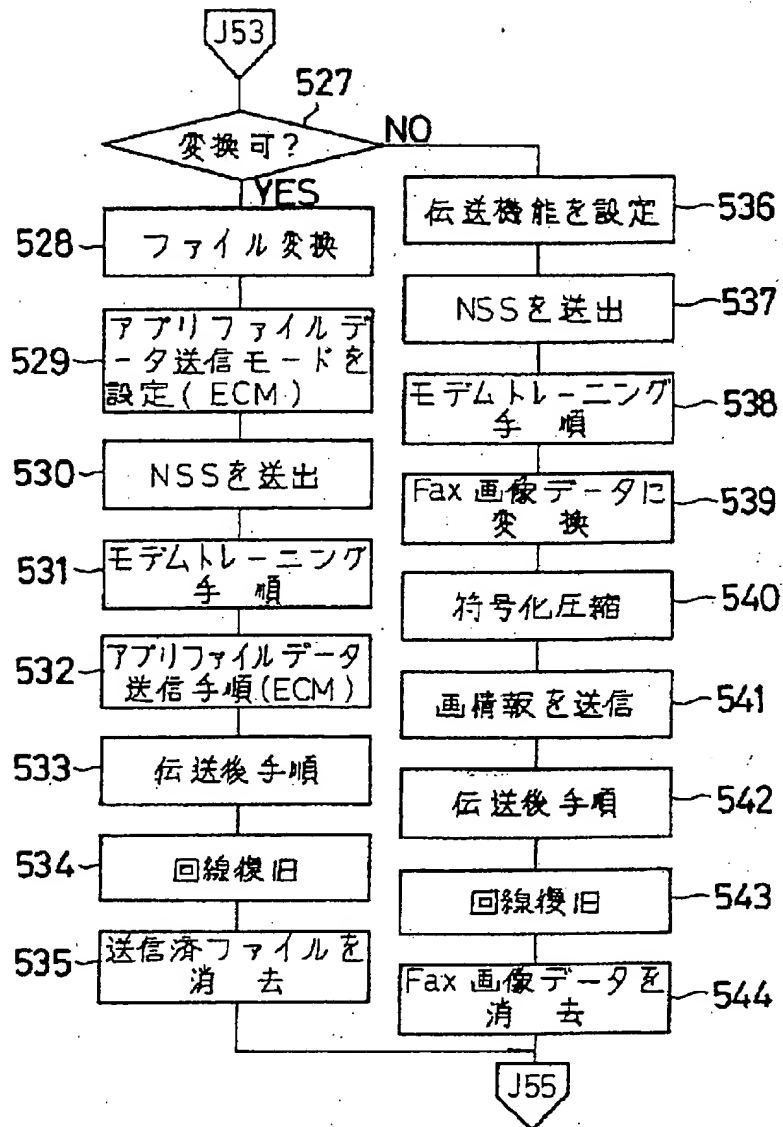 J53
527
変換可?
NO
YES
528
ファイル変換
529
アプリファイルデ
ータ送信モードを
設定(ECM)
530
NSSを送出
531
モデムトレーニング
手順
532
アプリファイルデータ
送信手順(ECM)
533
伝送後手順
534
回線復旧
535
送信済ファイルを
消去
伝送機能を設定
536
NSSを送出
537
モデムトレーニング
手順
538
Fax画像データに
変換
539
符号化圧縮
540
画情報を送信
541
伝送後手順
542
回線復旧
543
Fax画像データを
消去
544
J55